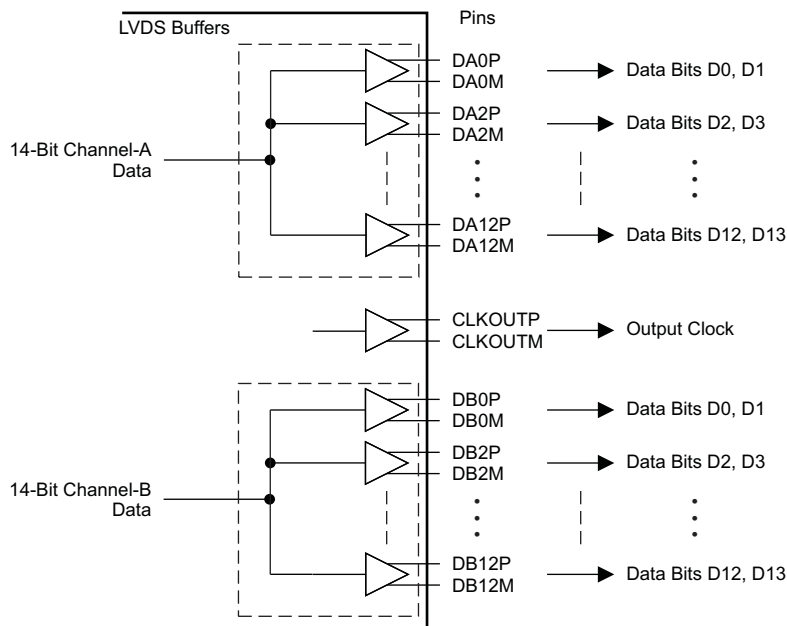 Pins
LVDS Buffers
DA0P
DA0M
Data Bits D0, D1
DA2P
DA2M
Data Bits D2, D3
14-Bit Channel-A
Data
DA12P
DA12M
Data Bits D12, D13
CLKOUTP
CLKOUTM
Output Clock
DB0P
DB0M
Data Bits D0, D1
DB2P
DB2M
Data Bits D2, D3
14-Bit Channel-B
Data
DB12P
DB12M
Data Bits D12, D13